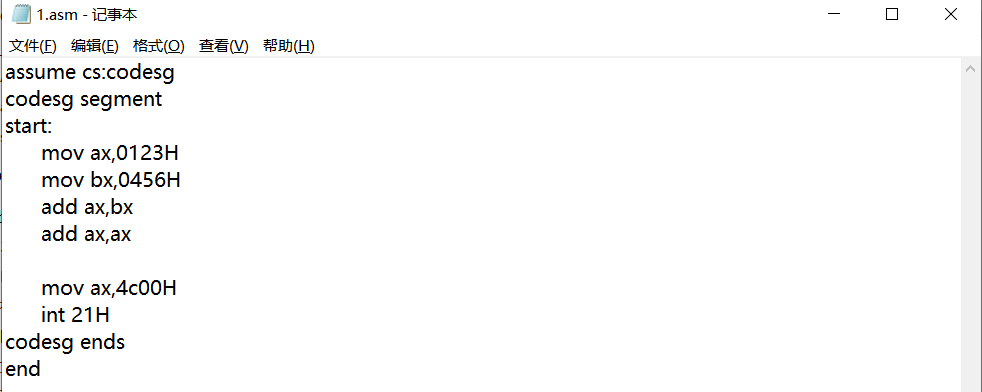 1.asm - 记事本
文件(F) 编辑(E) 格式(O) 查看(V) 帮助(H)
assume cs:codesg
codesg segment
start:
mov ax,0123H
mov bx,0456H
add ax,bx
add ax,ax
mov ax,4c00H
int 21H
codesg ends
end